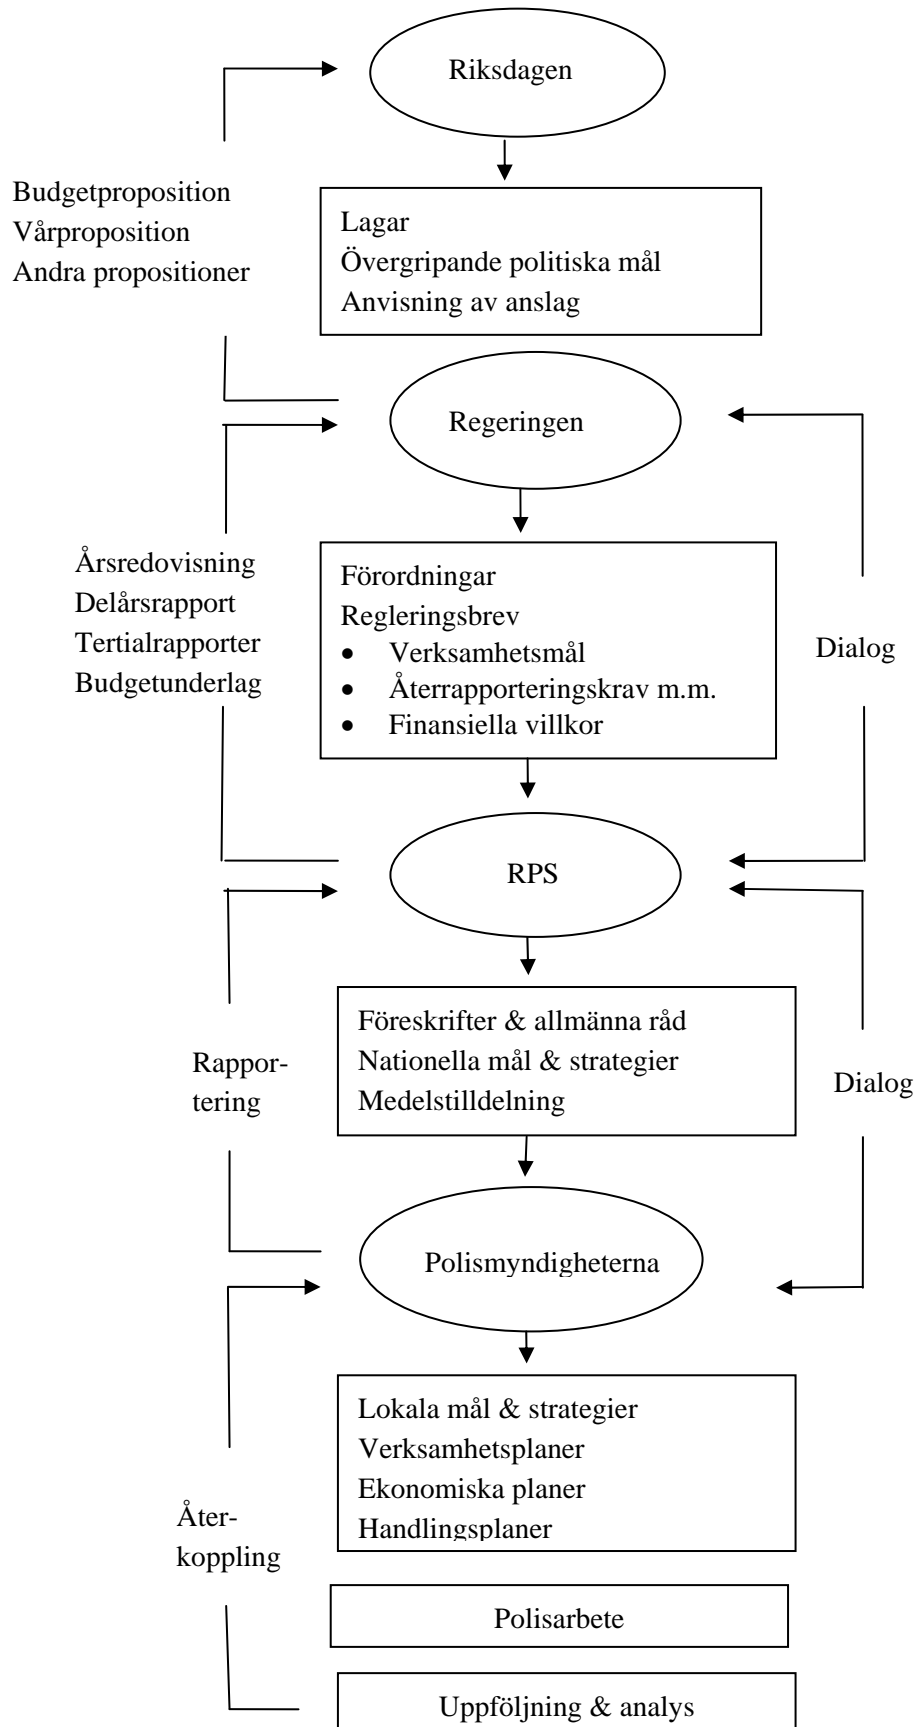 Riksdagen
Budgetproposition
Vårproposition
Andra propositioner
Lagar
Övergripande politiska mål
Anvisning av anslag
Regeringen
Årsredovisning
Delårsrapport
Tertialrapporter
Budgetunderlag
Förordningar
Regleringsbrev
• Verksamhetsmål
• Återrapporteringskrav m.m.
• Finansiella villkor
Dialog
RPS
Rappor-
tering
Föreskrifter & allmänna råd
Nationella mål & strategier
Medelstilldelning
Dialog
Polismyndigheterna
Lokala mål & strategier
Verksamhetsplaner
Ekonomiska planer
Handlingsplaner
Åter-
koppling
Polisarbete
Uppföljning & analys